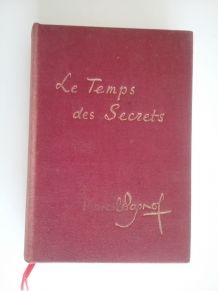 Le Temps
des Secrets
Marcel Pagnol